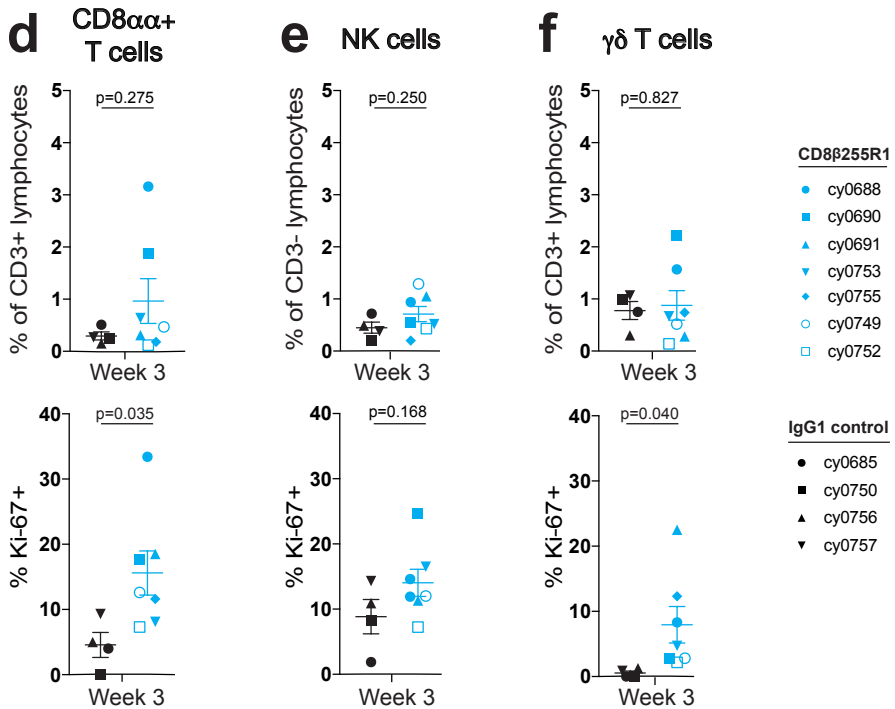 d
CD8αα+
T cells
e
NK cells
f
γδ T cells
% of CD3+ lymphocytes
5
4
3
2
1
0
p=0.275
Week 3
% of CD3- lymphocytes
5
4
3
2
1
0
p=0.250
Week 3
% of CD3+ lymphocytes
5
4
3
2
1
0
p=0.827
Week 3
CD8β255R1
cy0688
cy0690
cy0691
cy0753
cy0755
cy0749
cy0752
% Ki-67+
40
30
20
10
0
p=0.035
Week 3
% Ki-67+
40
30
20
10
0
p=0.168
Week 3
% Ki-67+
40
30
20
10
0
p=0.040
Week 3
IgG1 control
cy0685
cy0750
cy0756
cy0757